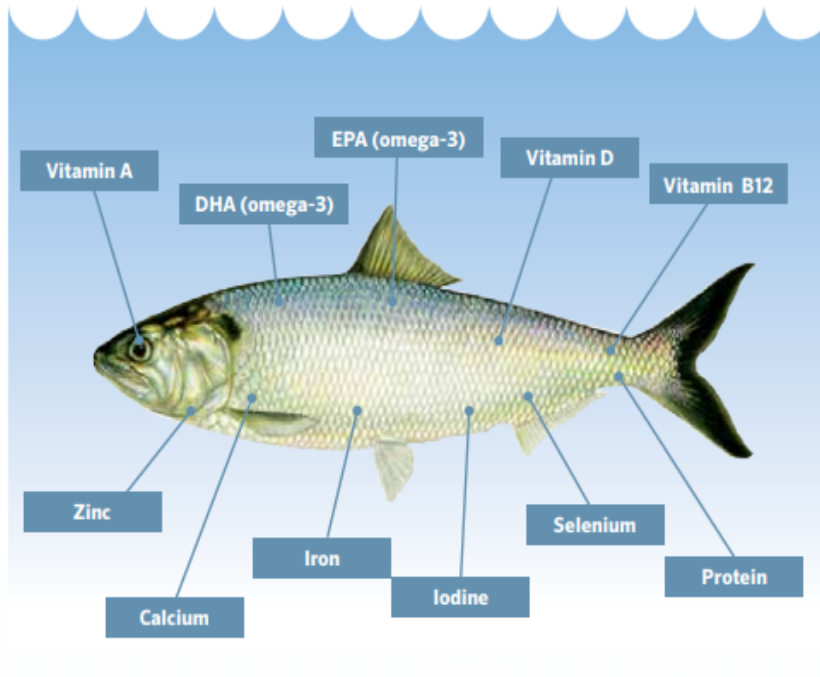 EPA (omega-3)
Vitamin A
Vitamin D
Vitamin B12
DHA (omega-3)
Zinc
Selenium
Iron
Protein
Iodine
Calcium